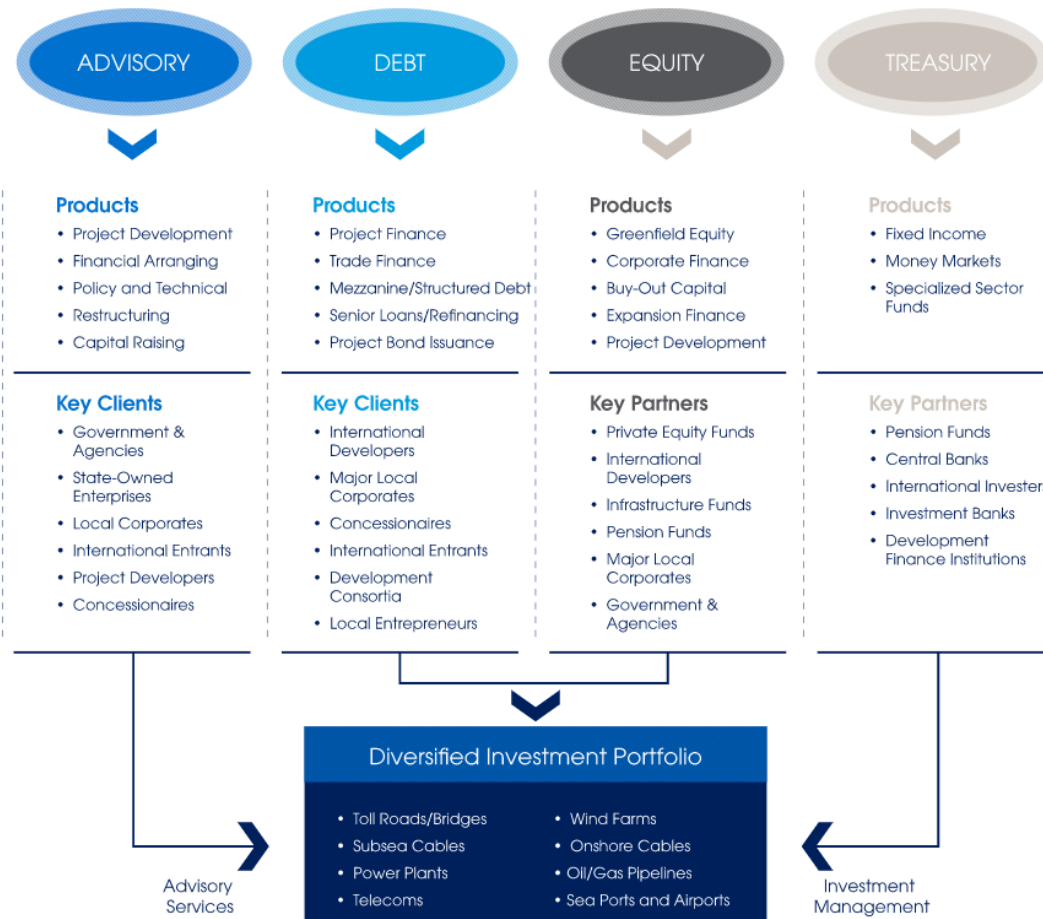 ADVISORY
DEBT
EQUITY
TREASURY
Products
• Project Development
• Financial Arranging
• Policy and Technical
• Restructuring
• Capital Raising
Key Clients
• Government &
Agencies
• State-Owned
Enterprises
• Local Corporates
• International Entrants
• Project Developers
• Concessionaires
Products
• Project Finance
• Trade Finance
• Mezzanine/Structured Debt
• Senior Loans/Refinancing
• Project Bond Issuance
Key Clients
• International
Developers
• Major Local
Corporates
• Concessionaires
• International Entrants
• Development
Consortia
• Local Entrepreneurs
Products
• Greenfield Equity
• Corporate Finance
• Buy-Out Capital
• Expansion Finance
• Project Development
Key Partners
• Private Equity Funds
• International
Developers
• Infrastructure Funds
• Pension Funds
• Major Local
Corporates
• Government &
Agencies
Products
• Fixed Income
• Money Markets
• Specialized Sector
Funds
Key Partners
• Pension Funds
• Central Banks
• International Investers
• Investment Banks
• Development
Finance Institutions
Diversified Investment Portfolio
• Toll Roads/Bridges
• Subsea Cables
• Power Plants
• Telecoms
• Wind Farms
• Onshore Cables
• Oil/Gas Pipelines
• Sea Ports and Airports
Advisory
Services
Investment
Management